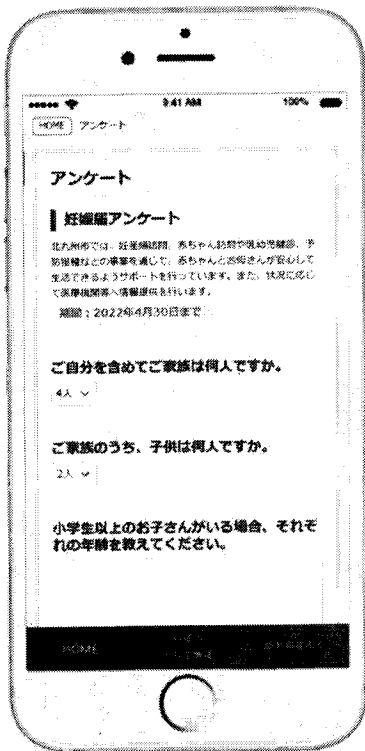 9:41 AM 100%
HOME アンケート
アンケート
妊娠届アンケート
北九州市では、妊産婦訪問、赤ちゃん訪問や乳幼児健診、予
防接種などの事業を通じて、赤ちゃんとお母さんが安心して
生活できるようサポートを行っています。また、状況に応じ
て医療機関等へ情報提供を行います。
期間：2022年4月30日まで
ご自分を含めてご家族は何人ですか。
4人
ご家族のうち、子供は何人ですか。
2人
小学生以上のお子さんがいる場合、それぞ
れの年齢を教えてください。
HOME